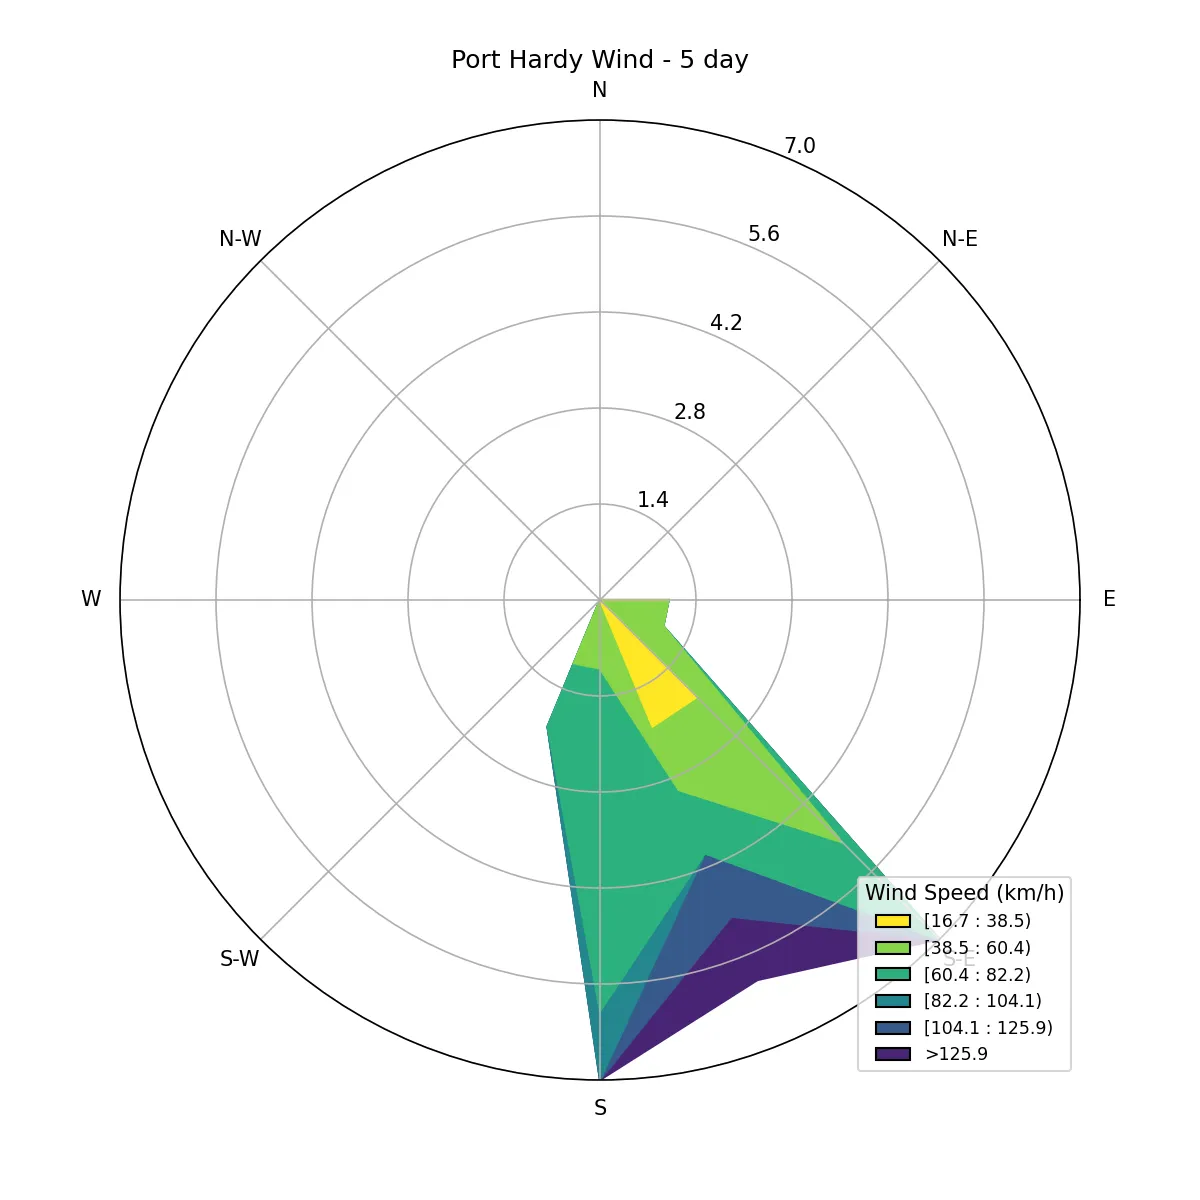 Port Hardy Wind - 5 day
N
7.0
N-W
5.6
N-E
4.2
2.8
1.4
W
E
Wind Speed (km/h)
[16.7 : 38.5)
[38.5 : 60.4)
S-W
S-E
[60.4 : 82.2)
[82.2 : 104.1)
[104.1 : 125.9)
>125.9
S